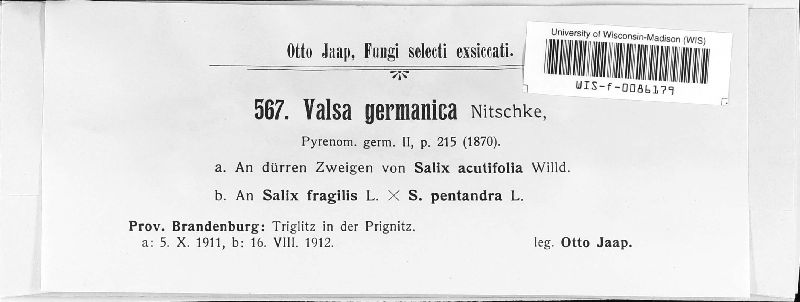 University of Wisconsin-Madison (WIS)
WIS-f-0086179
Otto Jaap, Fungi selecti exsiccati.
567. Valsa germanica Nitschke,
Pyrenom. germ. II, p. 215 (1870).
a. An dürren Zweigen von Salix acutifolia Willd.
b. An Salix fragilis L. × S. pentandra L.
Prov. Brandenburg: Triglitz in der Prignitz.
a: 5. X. 1911, b: 16. VIII. 1912.
leg. Otto Jaap.